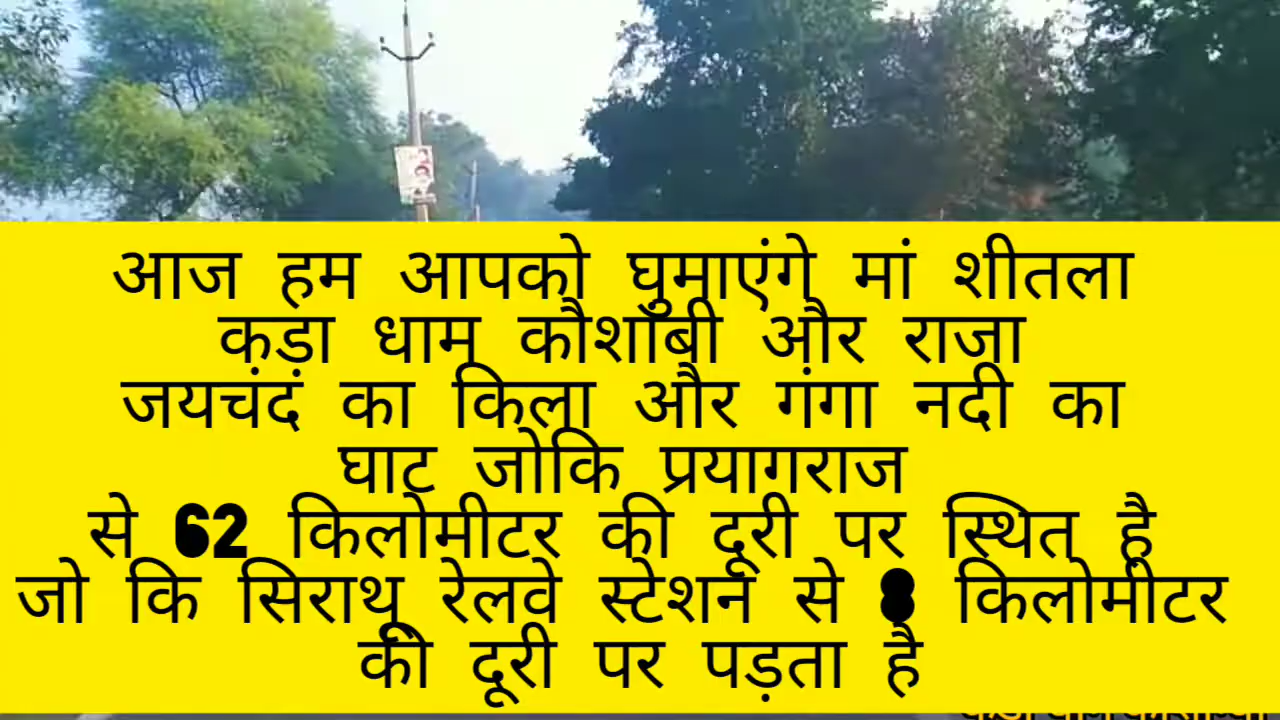 आज हम आपको घुमाएंगे मां शीतला
कड़ा धाम कौशांबी और राजा
जयचंद का किला और गंगा नदी का
घाट जोकि प्रयागराज
से 62 किलोमीटर की दूरी पर स्थित है
जो कि सिराथू रेलवे स्टेशन से 8 किलोमीटर
की दूरी पर पड़ता है